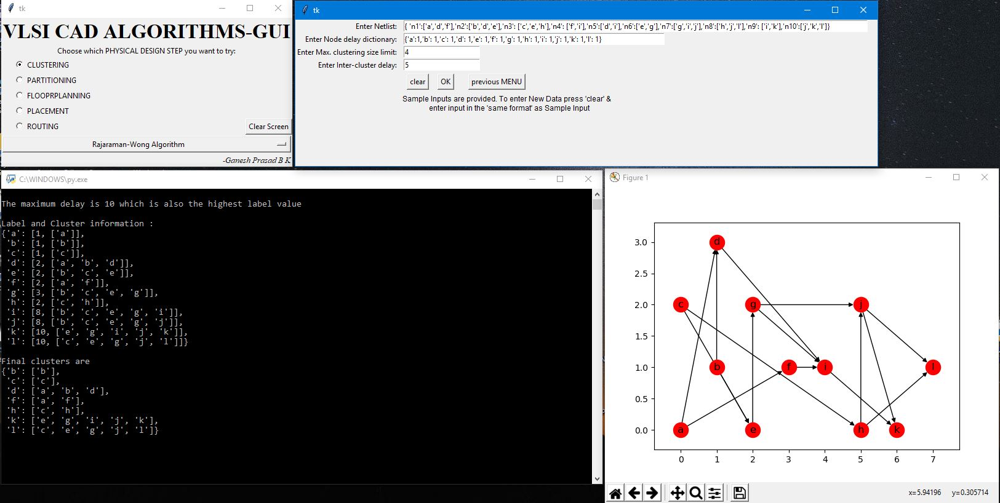 tk
VLSI CAD ALGORITHMS-GUI
Choose which PHYSICAL DESIGN STEP you want to try:
CLUSTERING
PARTITIONING
FLOOPRPLANNING
PLACEMENT
ROUTING
Clear Screen
Rajaraman-Wong Algorithm
-Ganesh Prasad B K
tk
Enter Netlist: { 'n1':['a','d','f'],'n2':['b','d','e'],'n3': ['c','e','h'],'n4': ['f','i'],'n5':['d','i'],'n6':['e','g'],'n7':['g','i','j'],'n8':['h','j','l'],'n9': ['i','k'],'n10':['j','k','l']}
Enter Node delay dictionary: {'a':1,'b': 1,'c': 1,'d': 1,'e': 1,'f': 1,'g': 1,'h': 1,'i': 1,'j': 1,'k': 1,'l': 1}
Enter Max. clustering size limit: 4
Enter Inter-cluster delay: 5
clear OK previous MENU
Sample Inputs are provided. To enter New Data press 'clear' &
enter input in the 'same format' as Sample Input
C:\WINDOWS\py.exe
The maximum delay is 10 which is also the highest label value
Label and Cluster information :
{'a': [1, ['a']],
'b': [1, ['b']],
'c': [1, ['c']],
'd': [2, ['a', 'b', 'd']],
'e': [2, ['b', 'c', 'e']],
'f': [2, ['a', 'f']],
'g': [3, ['b', 'c', 'e', 'g']],
'h': [2, ['c', 'h']],
'i': [8, ['b', 'c', 'e', 'g', 'i']],
'j': [8, ['b', 'c', 'e', 'g', 'j']],
'k': [10, ['e', 'g', 'i', 'j', 'k']],
'l': [10, ['c', 'e', 'g', 'j', 'l']]}
Final clusters are
{'b': ['b'],
'c': ['c'],
'd': ['a', 'b', 'd'],
'f': ['a', 'f'],
'h': ['c', 'h'],
'k': ['e', 'g', 'i', 'j', 'k'],
'l': ['c', 'e', 'g', 'j', 'l']}
Figure 1
3.0
2.5
2.0
1.5
1.0
0.5
0.0
d
c g j
b f i l
a e h k
0 1 2 3 4 5 6 7
x=5.94196 y=0.305714